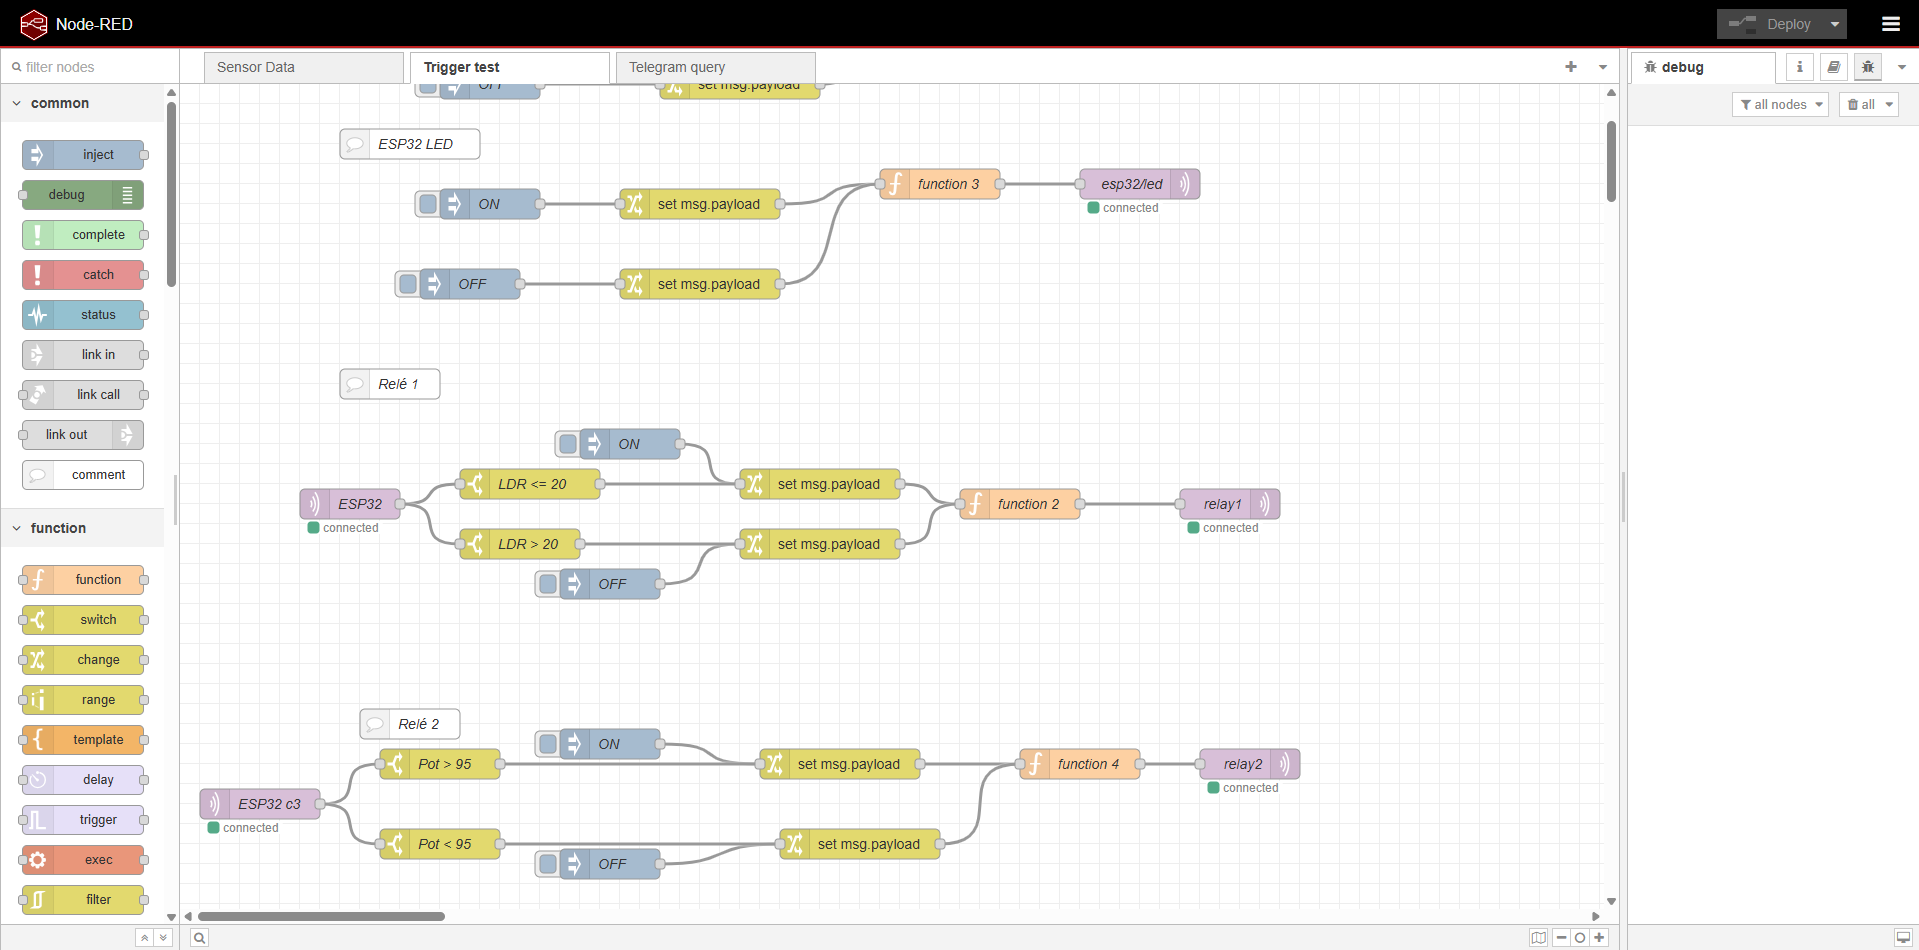 Node-RED
Deploy
filter nodes
Sensor Data
Trigger test
Telegram query
debug
all nodes
all
common
inject
debug
complete
catch
status
link in
link call
link out
comment
function
function
switch
change
range
template
delay
trigger
exec
filter
OFF
set msg.payload
ESP32 LED
ON
set msg.payload
function 3
esp32/led
connected
OFF
set msg.payload
Relé 1
ON
ESP32
connected
LDR <= 20
set msg.payload
function 2
relay1
connected
LDR > 20
set msg.payload
OFF
Relé 2
ON
Pot > 95
set msg.payload
function 4
relay2
connected
ESP32 c3
connected
Pot < 95
set msg.payload
OFF